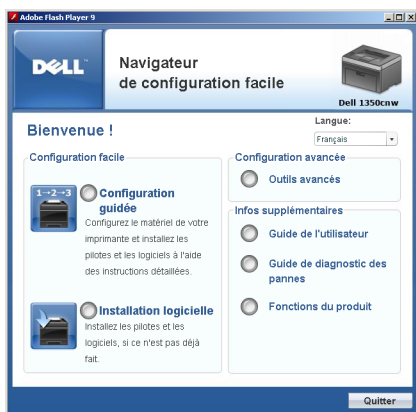 Adobe Flash Player 9
DELL™
Navigateur
de configuration facile
Dell 1350cnw
Bienvenue !
Langue:
Français
Configuration facile
1→2→3
Configuration
guidée
Configurez le matériel de votre
imprimante et installez les
pilotes et les logiciels à l'aide
des instructions détaillées.
Installation logicielle
Installez les pilotes et les
logiciels, si ce n'est pas déjà
fait.
Configuration avancée
Outils avancés
Infos supplémentaires
Guide de l'utilisateur
Guide de diagnostic des
pannes
Fonctions du produit
Quitter